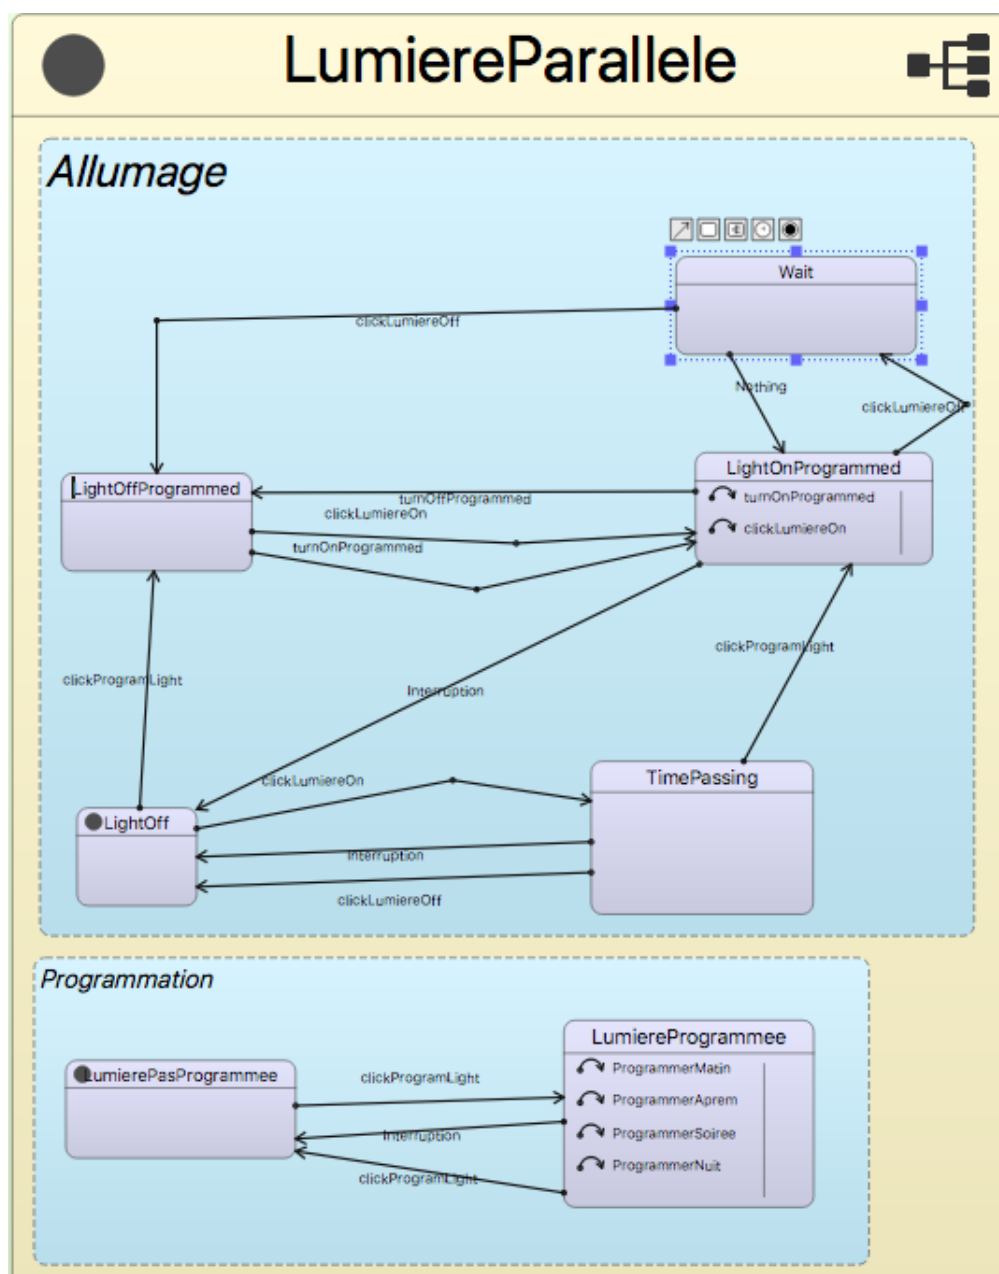 LumiereParallele
Allumage
Wait
clickLumiereOff
Nothing
clickLumiereOff
LightOffProgrammed
LightOnProgrammed
turnOnProgrammed
clickLumiereOn
turnOffProgrammed
clickLumiereOn
turnOnProgrammed
clickProgramLight
clickProgramLight
Interruption
clickLumiereOn
TimePassing
LightOff
Interruption
clickLumiereOff
Programmation
LumierePasProgrammee
LumiereProgrammee
ProgrammerMatin
ProgrammerAprem
ProgrammerSoiree
ProgrammerNuit
clickProgramLight
Interruption
clickProgramLight